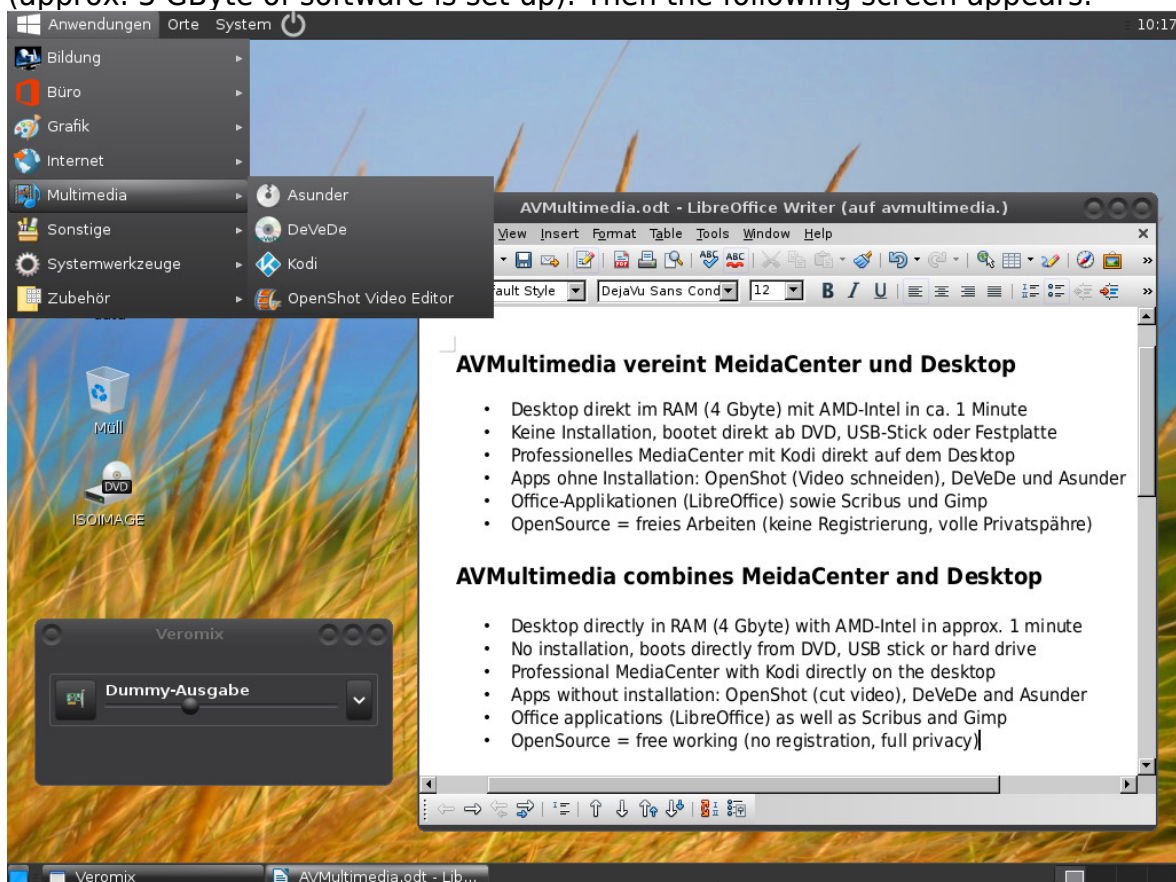 (approx. 3 GByte of software is set up). Then the following screen appears:
Anwendungen Orte System
10:17
Bildung
Büro
Grafik
Internet
Multimedia
Sonstige
Systemwerkzeuge
Zubehör
Asunder
DeVeDe
Kodi
OpenShot Video Editor
Müll
DVD
ISOIMAGE
AVMultimedia.odt - LibreOffice Writer (auf avmultimedia.)
View Insert Format Table Tools Window Help
ABC ABC
fault Style DejaVu Sans Cond 12 B I U
AVMultimedia vereint MeidaCenter und Desktop
• Desktop direkt im RAM (4 Gbyte) mit AMD-Intel in ca. 1 Minute
• Keine Installation, bootet direkt ab DVD, USB-Stick oder Festplatte
• Professionelles MediaCenter mit Kodi direkt auf dem Desktop
• Apps ohne Installation: OpenShot (Video schneiden), DeVeDe und Asunder
• Office-Applikationen (LibreOffice) sowie Scribus und Gimp
• OpenSource = freies Arbeiten (keine Registrierung, volle Privatspähre)
AVMultimedia combines MeidaCenter and Desktop
• Desktop directly in RAM (4 Gbyte) with AMD-Intel in approx. 1 minute
• No installation, boots directly from DVD, USB stick or hard drive
• Professional MediaCenter with Kodi directly on the desktop
• Apps without installation: OpenShot (cut video), DeVeDe and Asunder
• Office applications (LibreOffice) as well as Scribus and Gimp
• OpenSource = free working (no registration, full privacy)
Veromix
Dummy-Ausgabe
Veromix
AVMultimedia.odt - Lib...